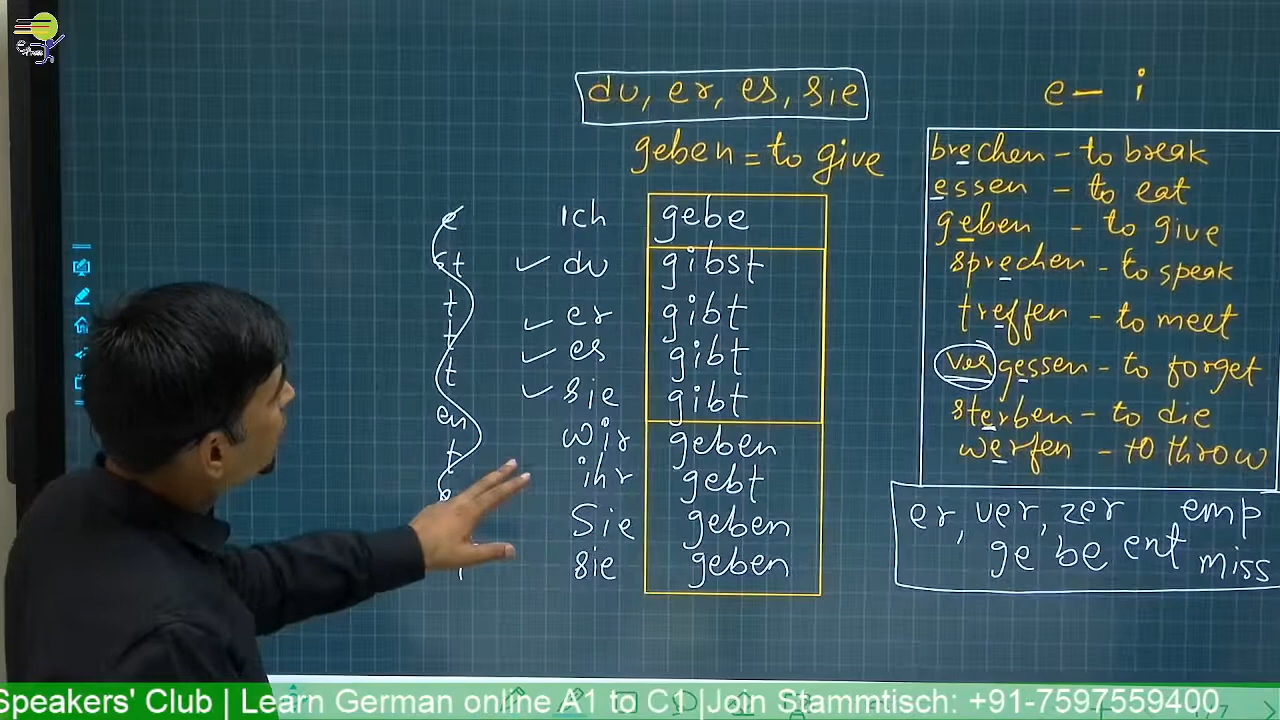 du, er, es, sie
geben = to give
e
st
t
t
t
en
t
ich gebe
du gibst
er gibt
es gibt
sie gibt
wir geben
ihr gebt
Sie geben
sie geben
e - i
brechen - to break
essen - to eat
geben - to give
sprechen - to speak
treffen - to meet
vergessen - to forget
sterben - to die
werfen - to throw
er, ver, zer emp
ge be ent miss
Speakers' Club | Learn German online A1 to C1 |Join Stammtisch: +91-7597559400